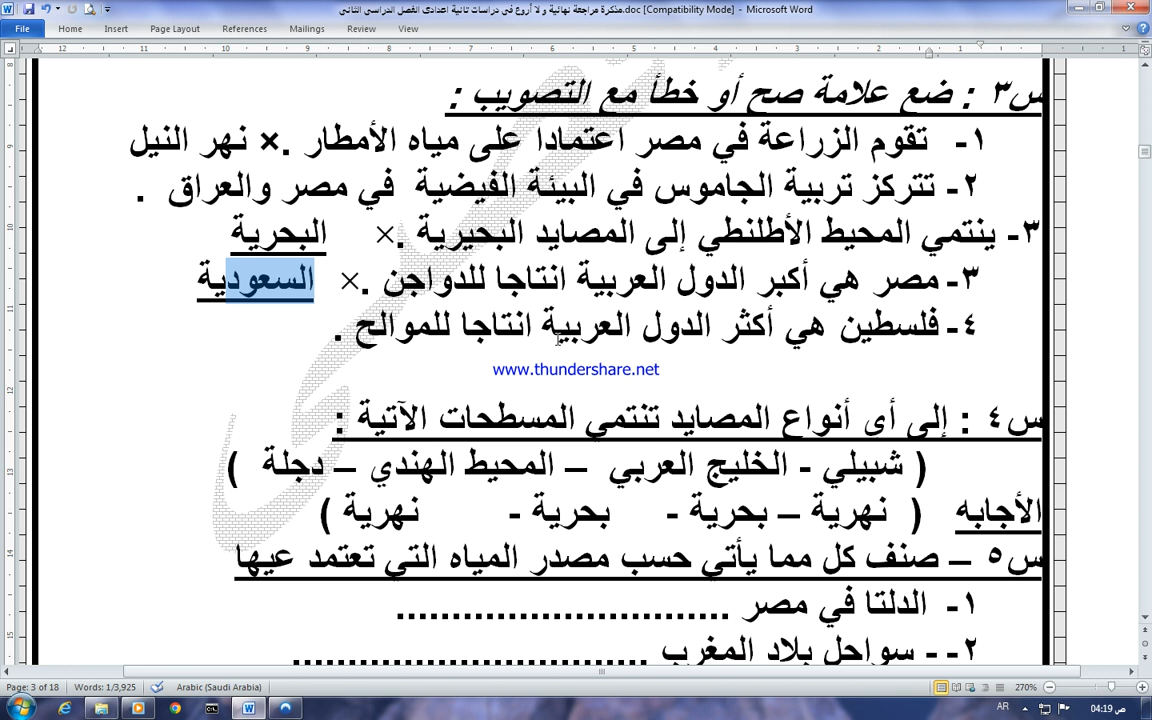 مذكرة مراجعة نهائية و لا أروع فى دراسات تانية اعدادى الفصل الدراسى الثانى.doc [Compatibility Mode] - Microsoft Word
File Home Insert Page Layout References Mailings Review View
س٣ : ضع علامة صح أو خطأ مع التصويب :
١- تقوم الزراعة في مصر اعتمادا على مياه الأمطار .× نهر النيل
٢- تتركز تربية الجاموس في البيئة الفيضية في مصر والعراق .
٣- ينتمي المحيط الأطلنطي إلى المصايد البحيرية .× البحرية
٣- مصر هي أكبر الدول العربية انتاجا للدواجن .× السعودية
٤- فلسطين هي أكثر الدول العربية انتاجا للموالح .
www.thundershare.net
س٤ : إلى أى أنواع المصايد تنتمي المسطحات الآتية :
( شبيلي - الخليج العربي – المحيط الهندي – دجلة )
الأجابه ( نهرية – بحرية - بحرية - نهرية )
س٥ – صنف كل مما يأتي حسب مصدر المياه التي تعتمد عيها
١- الدلتا في مصر ..............................
٢- - سواحل بلاد المغرب ................................
Page: 3 of 18 Words: 1/3,925 Arabic (Saudi Arabia) 270%
AR 04:19 ص